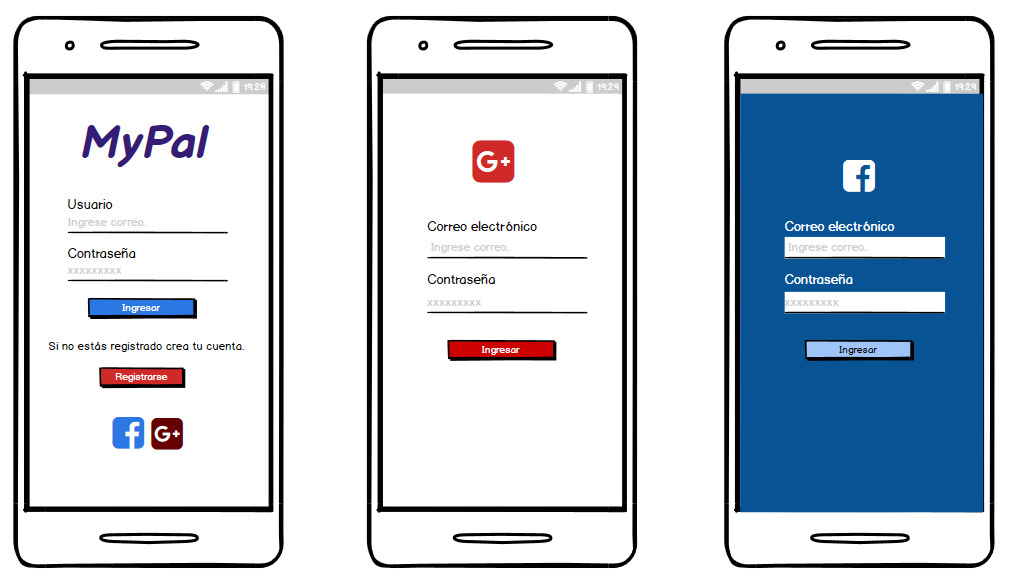 19:28
MyPal
Usuario
Ingrese correo..
Contraseña
xxxxxxxxx
Ingresar
Si no estás registrado crea tu cuenta.
Registrarse
f G+
19:29
G+
Correo electrónico
Ingrese correo..
Contraseña
xxxxxxxxx
Ingresar
19:29
f
Correo electrónico
Ingrese correo..
Contraseña
xxxxxxxxx
Ingresar